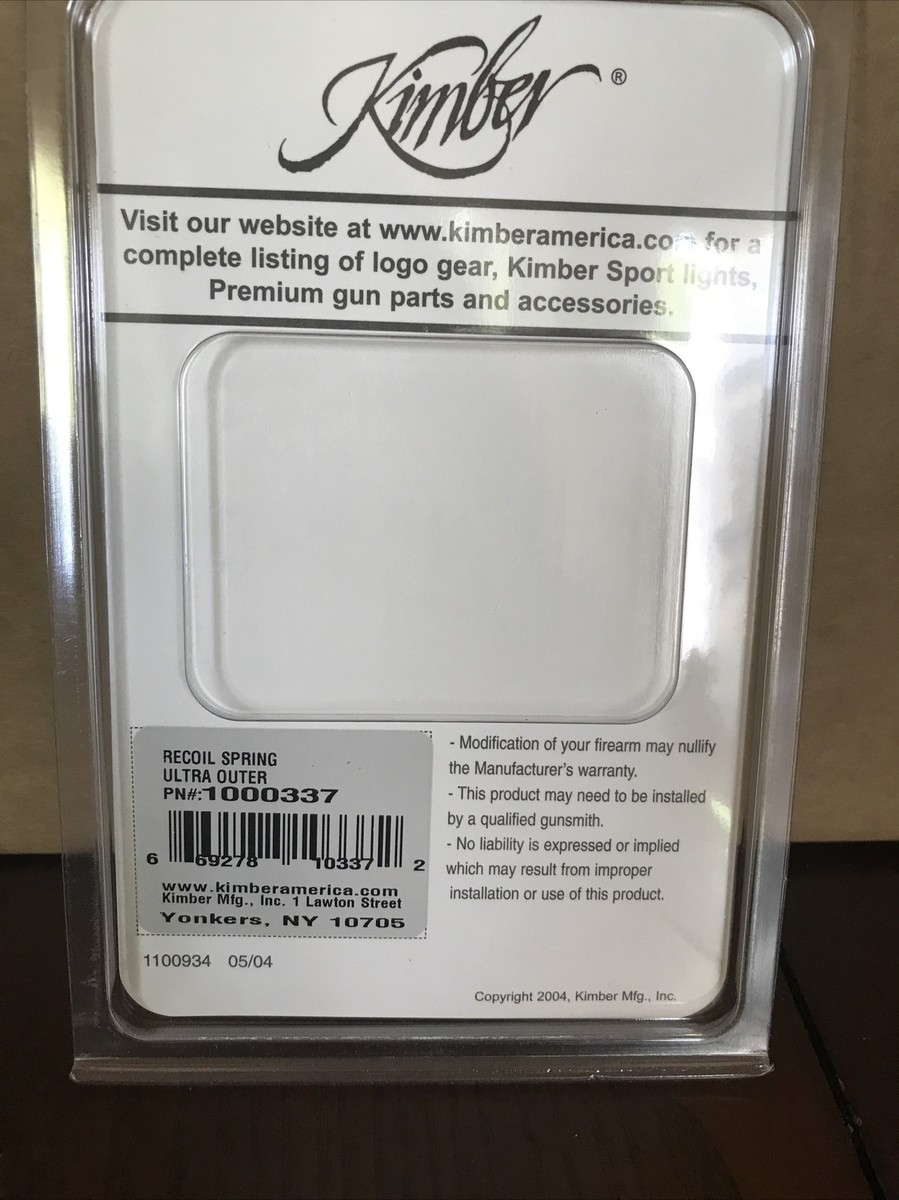 Kimber ®
Visit our website at www.kimberamerica.com for a
complete listing of logo gear, Kimber Sport lights,
Premium gun parts and accessories.
RECOIL SPRING
ULTRA OUTER
PN#:1000337
6 69278 10337 2
www.kimberamerica.com
Kimber Mfg., Inc. 1 Lawton Street
Yonkers, NY 10705
- Modification of your firearm may nullify
the Manufacturer's warranty.
- This product may need to be installed
by a qualified gunsmith.
- No liability is expressed or implied
which may result from improper
installation or use of this product.
1100934 05/04
Copyright 2004, Kimber Mfg., Inc.